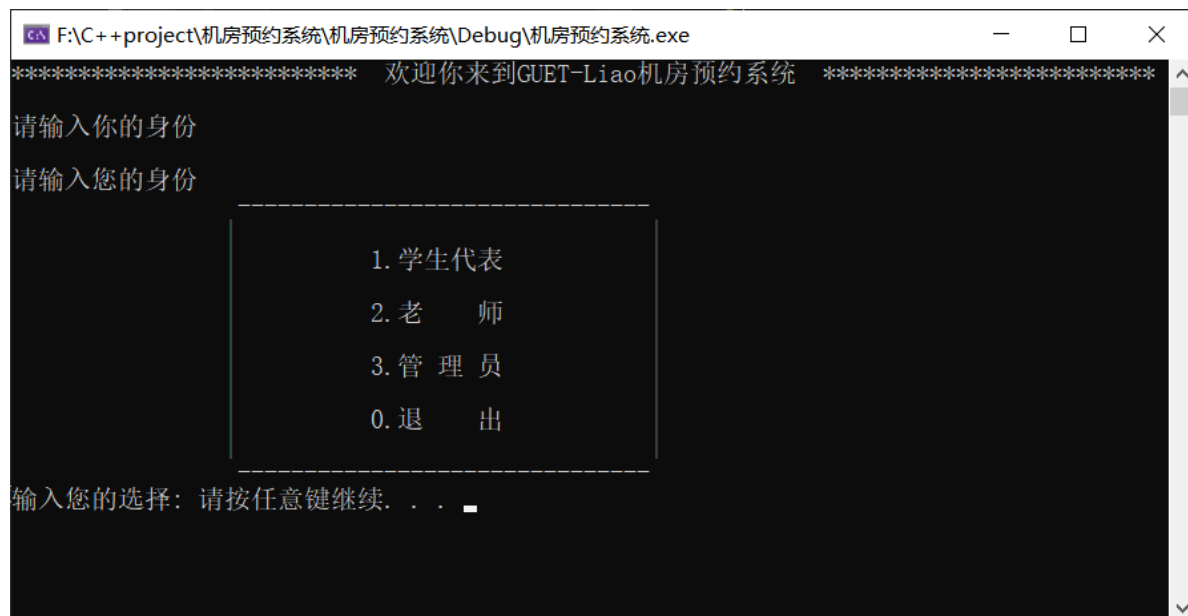 F:\C++project\机房预约系统\机房预约系统\Debug\机房预约系统.exe
************************** 欢迎你来到GUET-Liao机房预约系统 *************************
请输入你的身份
请输入您的身份
-------------------------------
1.学生代表
2.老 师
3.管 理 员
0.退 出
-------------------------------
输入您的选择: 请按任意键继续. . .